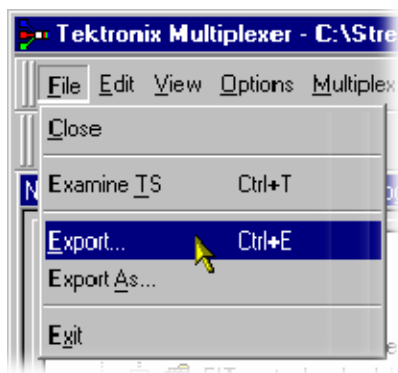 Tektronix Multiplexer - C:\Stre
File Edit View Options Multiplex
Close
Examine TS Ctrl+T
Export... Ctrl+E
Export As...
Exit